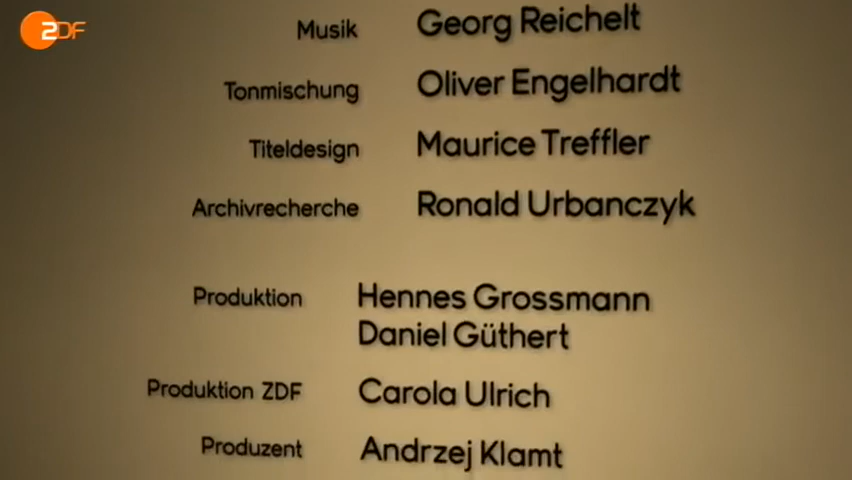 ZDF
Musik Georg Reichelt
Tonmischung Oliver Engelhardt
Titeldesign Maurice Treffler
Archivrecherche Ronald Urbanczyk
Produktion Hennes Grossmann
Daniel Güthert
Produktion ZDF Carola Ulrich
Produzent Andrzej Klamt